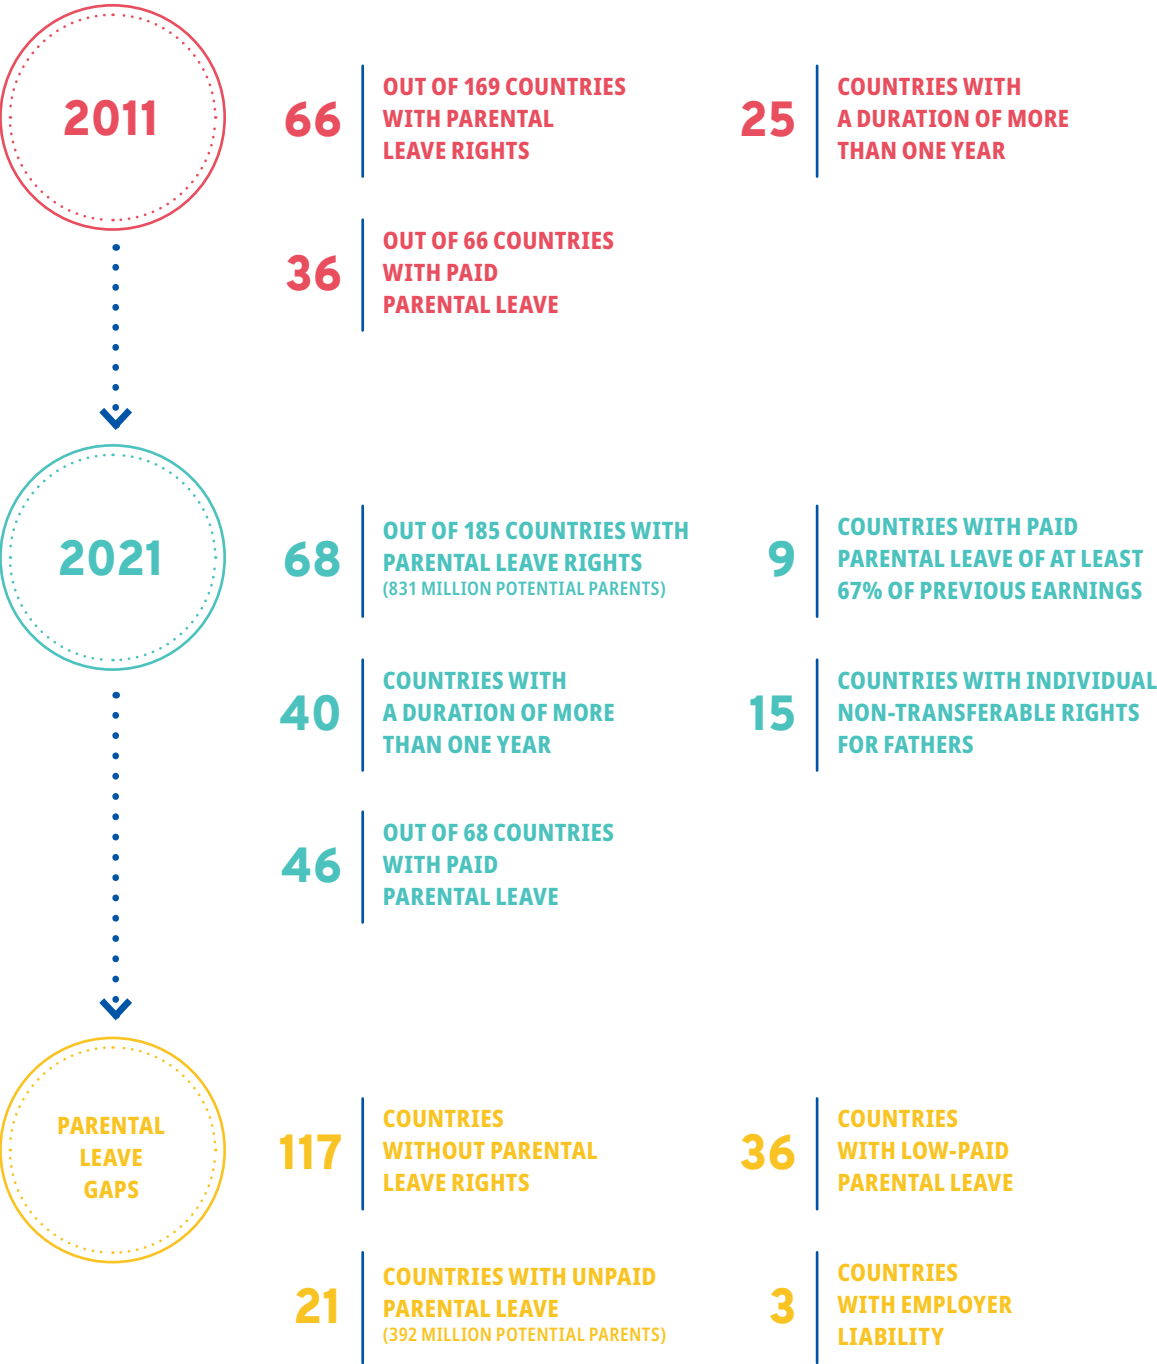 2011
66
OUT OF 169 COUNTRIES
WITH PARENTAL
LEAVE RIGHTS
25
COUNTRIES WITH
A DURATION OF MORE
THAN ONE YEAR
36
OUT OF 66 COUNTRIES
WITH PAID
PARENTAL LEAVE
2021
68
OUT OF 185 COUNTRIES WITH
PARENTAL LEAVE RIGHTS
(831 MILLION POTENTIAL PARENTS)
9
COUNTRIES WITH PAID
PARENTAL LEAVE OF AT LEAST
67% OF PREVIOUS EARNINGS
40
COUNTRIES WITH
A DURATION OF MORE
THAN ONE YEAR
15
COUNTRIES WITH INDIVIDUAL
NON-TRANSFERABLE RIGHTS
FOR FATHERS
46
OUT OF 68 COUNTRIES
WITH PAID
PARENTAL LEAVE
PARENTAL
LEAVE
GAPS
117
COUNTRIES
WITHOUT PARENTAL
LEAVE RIGHTS
36
COUNTRIES
WITH LOW-PAID
PARENTAL LEAVE
21
COUNTRIES WITH UNPAID
PARENTAL LEAVE
(392 MILLION POTENTIAL PARENTS)
3
COUNTRIES
WITH EMPLOYER
LIABILITY